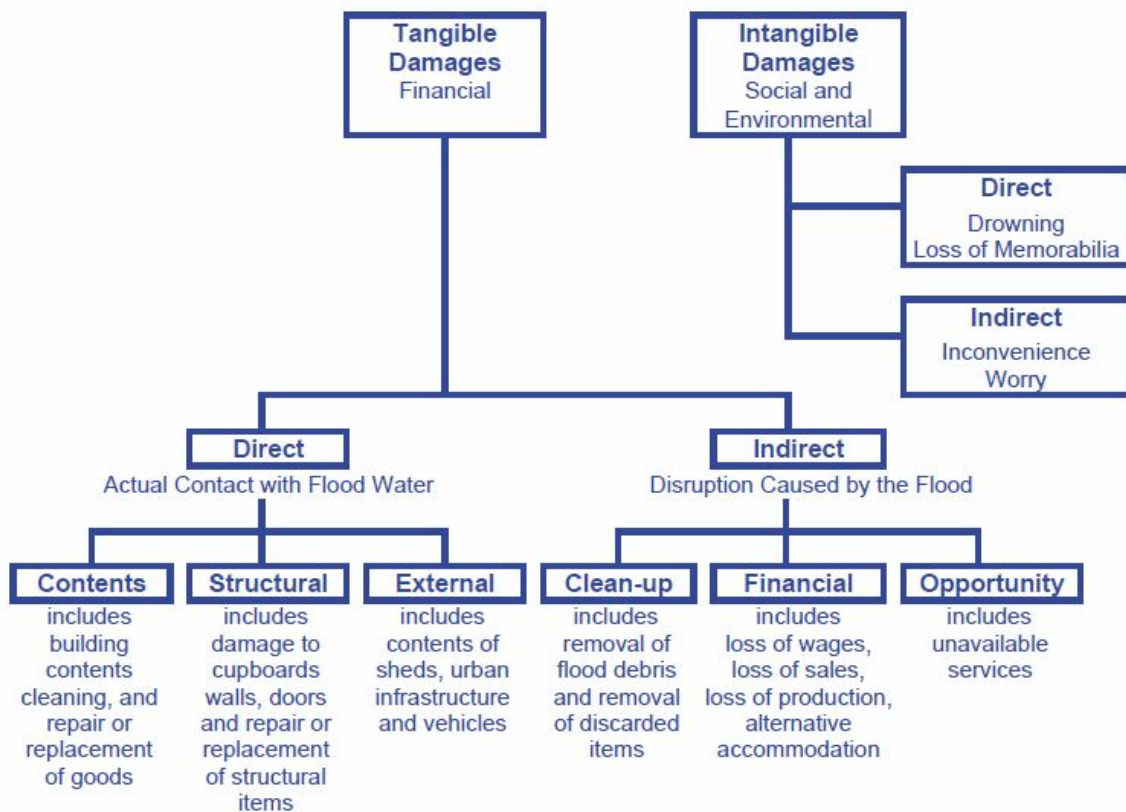 Tangible
Damages
Financial
Intangible
Damages
Social and
Environmental
Direct
Drowning
Loss of Memorabilia
Indirect
Inconvenience
Worry
Direct
Actual Contact with Flood Water
Indirect
Disruption Caused by the Flood
Contents
includes
building
contents
cleaning, and
repair or
replacement
of goods
Structural
includes
damage to
cupboards
walls, doors
and repair or
replacement
of structural
items
External
includes
contents of
sheds, urban
infrastructure
and vehicles
Clean-up
includes
removal of
flood debris
and removal
of discarded
items
Financial
includes
loss of wages,
loss of sales,
loss of production,
alternative
accommodation
Opportunity
includes
unavailable
services